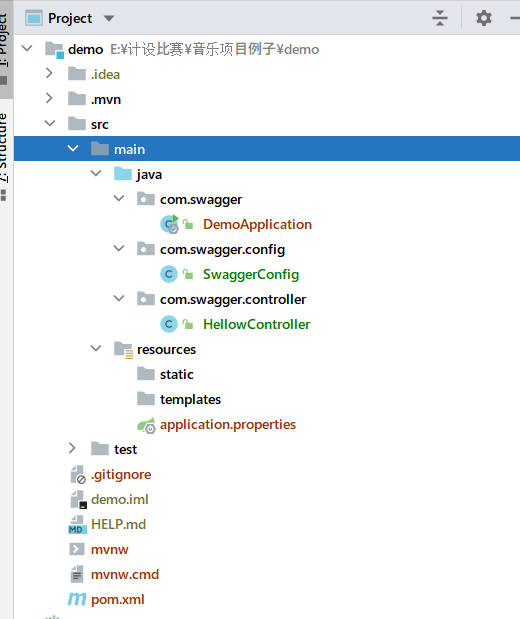 Project
1: Project
demo E:¥计设比赛¥音乐项目例子¥demo
.idea
.mvn
src
main
java
com.swagger
DemoApplication
com.swagger.config
SwaggerConfig
com.swagger.controller
HellowController
resources
static
templates
application.properties
test
.gitignore
demo.iml
HELP.md
mvnw
mvnw.cmd
pom.xml
7: Structure